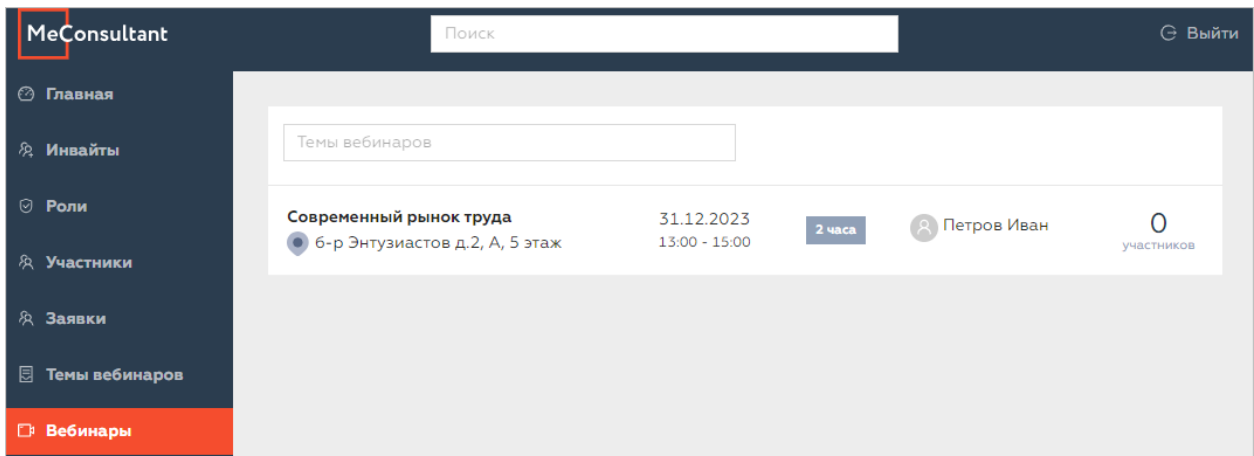 MeConsultant
Поиск
Выйти
Главная
Инвайты
Роли
Участники
Заявки
Темы вебинаров
Вебинары
Темы вебинаров
Современный рынок труда
б-р Энтузиастов д.2, А, 5 этаж
31.12.2023
13:00 - 15:00
2 часа
Петров Иван
0
участников